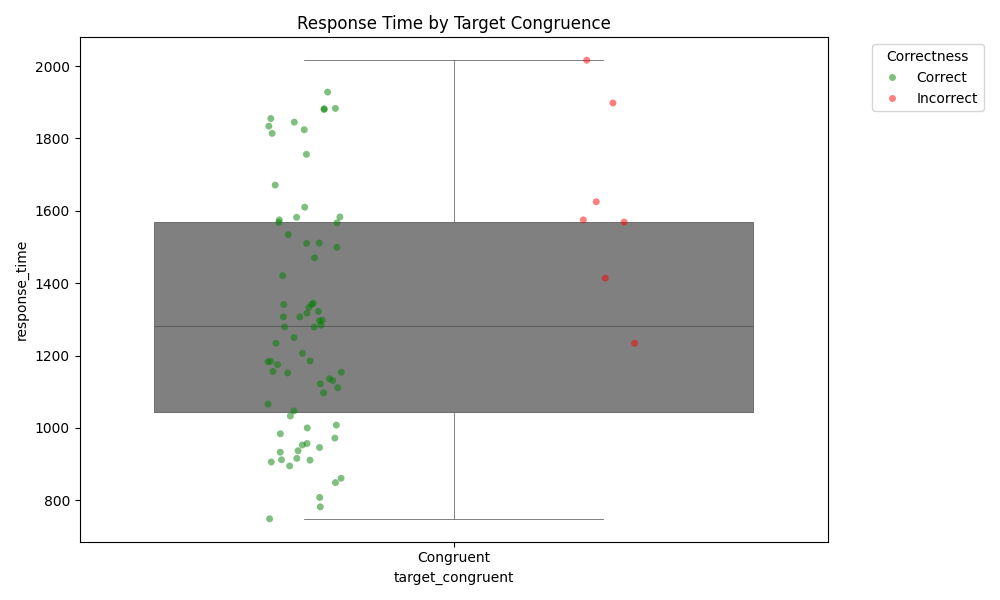 Response Time by Target Congruence
Correctness
Correct
Incorrect
response_time
2000
1800
1600
1400
1200
1000
800
Congruent
target_congruent